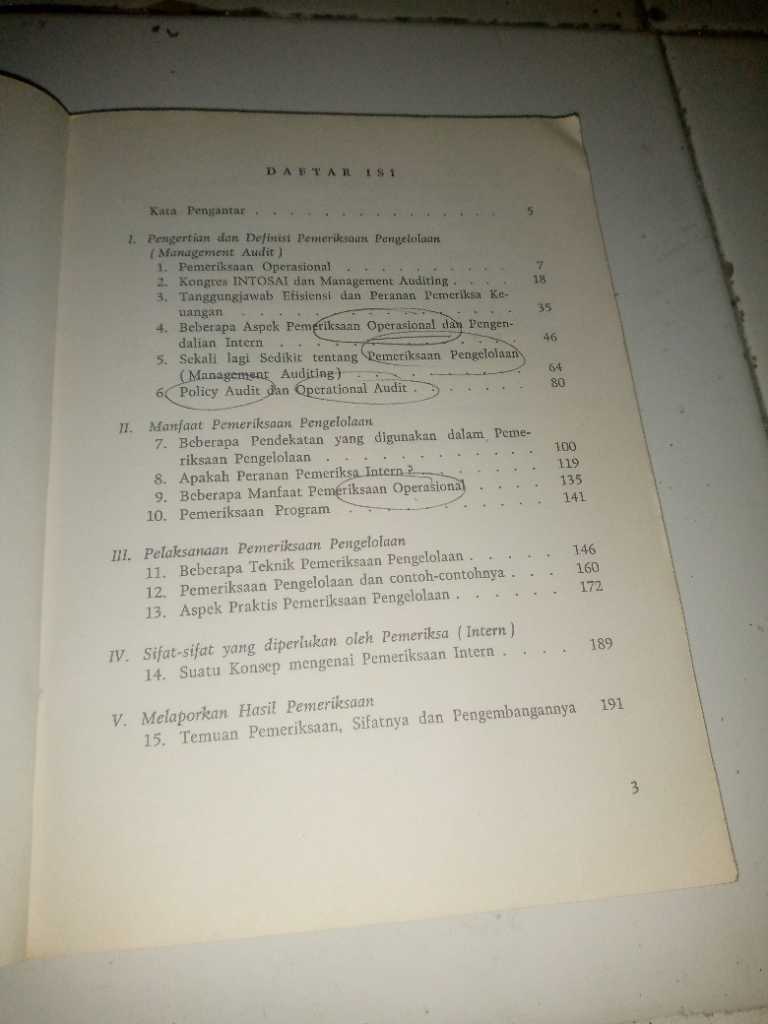 DAFTAR ISI
Kata Pengantar . . . . . . . . . . . . . . . 5
I. Pengertian dan Definisi Pemeriksaan Pengelolaan
(Management Audit)
1. Pemeriksaan Operasional . . . . . . . . . . 7
2. Kongres INTOSAI dan Management Auditing . . . . 18
3. Tanggungjawab Efisiensi dan Peranan Pemeriksa Ke-
uangan . . . . . . . . . . . . . . . . 35
4. Beberapa Aspek Pemeriksaan Operasional dan Pengen-
dalian Intern . . . . . . . . . . . . . . 46
5. Sekali lagi Sedikit tentang Pemeriksaan Pengelolaan
(Management Auditing) . . . . . . . . . . 64
6. Policy Audit dan Operational Audit . . . . . . . 80
II. Manfaat Pemeriksaan Pengelolaan
7. Beberapa Pendekatan yang digunakan dalam Peme-
riksaan Pengelolaan . . . . . . . . . . . 100
8. Apakah Peranan Pemeriksa Intern? . . . . . . . 119
9. Beberapa Manfaat Pemeriksaan Operasional . . . . 135
10. Pemeriksaan Program . . . . . . . . . . 141
III. Pelaksanaan Pemeriksaan Pengelolaan
11. Beberapa Teknik Pemeriksaan Pengelolaan . . . . . 146
12. Pemeriksaan Pengelolaan dan contoh-contohnya . . . 160
13. Aspek Praktis Pemeriksaan Pengelolaan . . . . . . 172
IV. Sifat-sifat yang diperlukan oleh Pemeriksa (Intern)
14. Suatu Konsep mengenai Pemeriksaan Intern . . . . 189
V. Melaporkan Hasil Pemeriksaan
15. Temuan Pemeriksaan, Sifatnya dan Pengembangannya 191
3